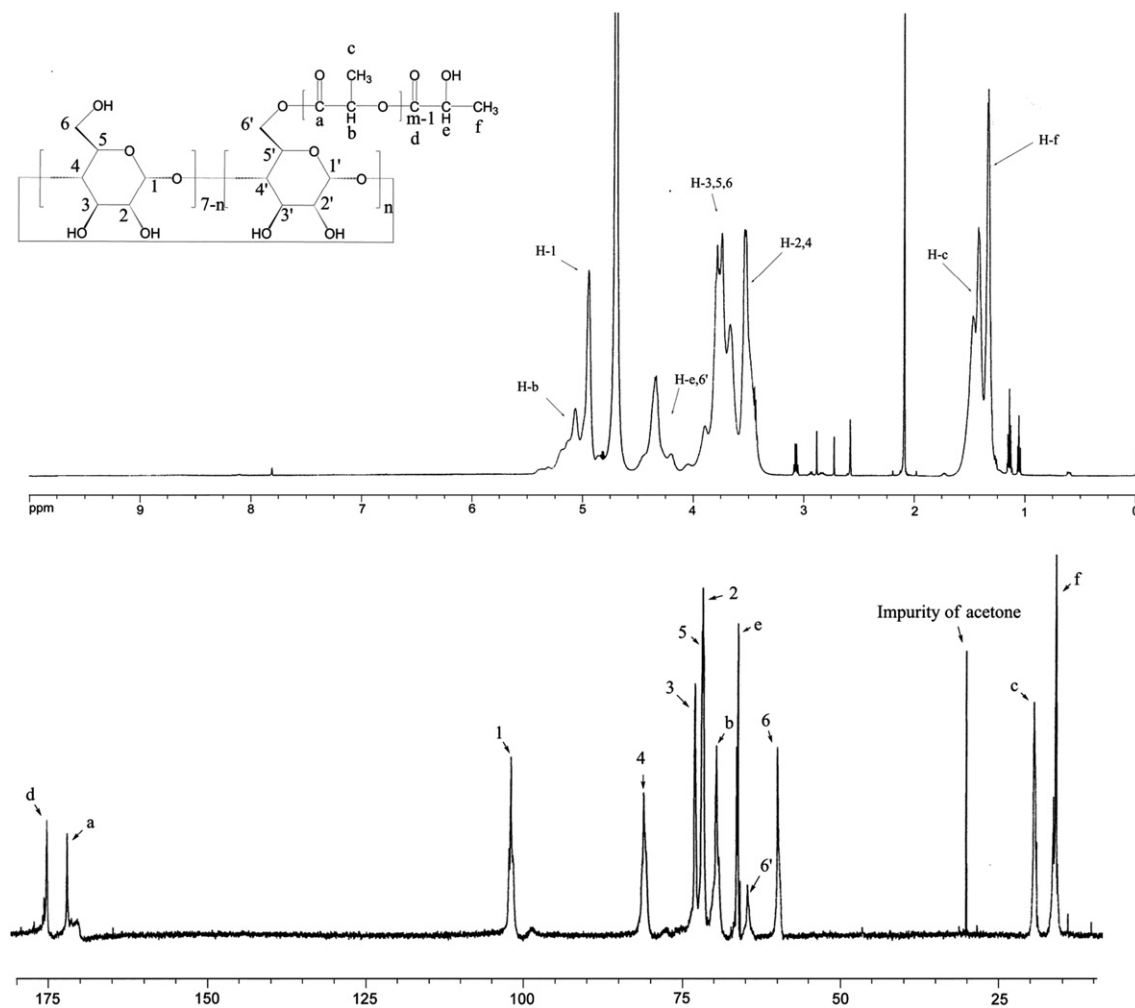 c
O CH₃ O OH
OH O C C O C C CH₃
6 6' a H m-1 H f
b d e
5 O 5' O
4 1 O 4' 1' O
3 2 7-n 3' 2' n
HO OH HO OH
H-b
H-1
H-e,6'
H-3,5,6
H-2,4
H-c
H-f
ppm 9 8 7 6 5 4 3 2 1 0
d
a
1
4
3
5
2
b
e
6'
6
Impurity of acetone
c
f
175 150 125 100 75 50 25